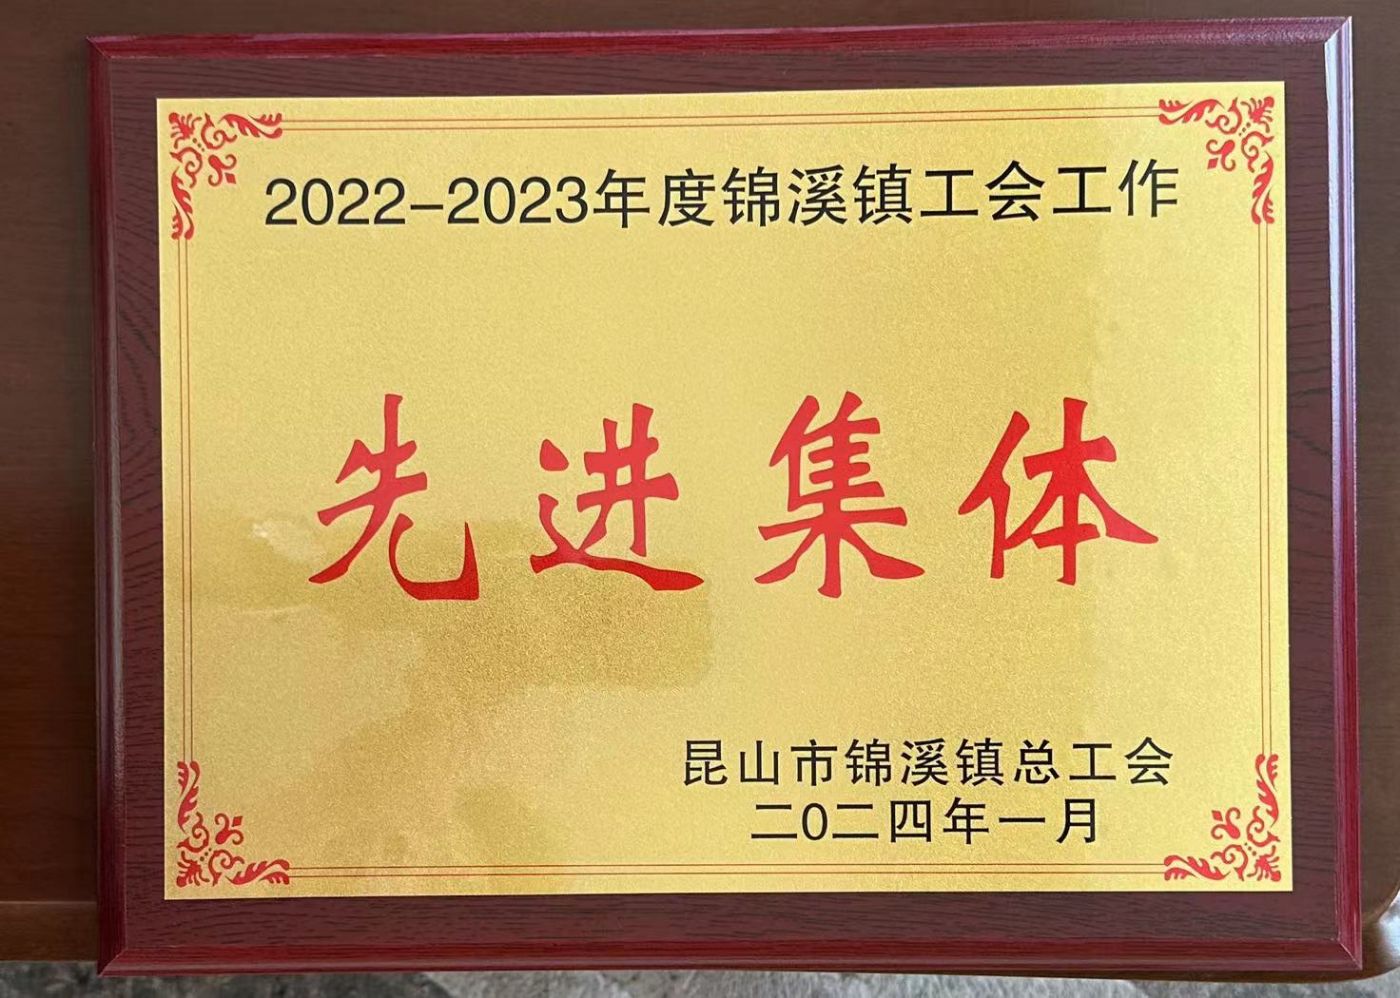 2022-2023年度锦溪镇工会工作
先进集体
昆山市锦溪镇总工会
二0二四年一月